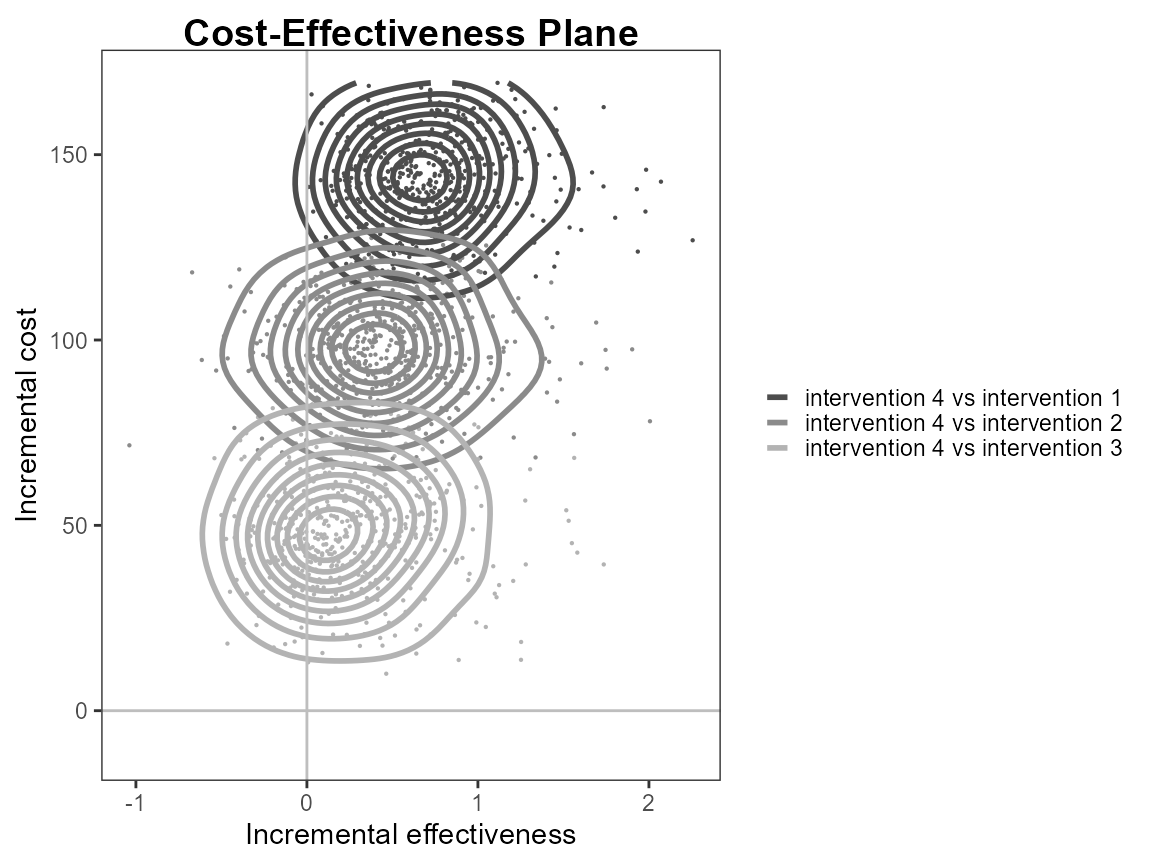 Cost-Effectiveness Plane
Incremental cost
150
100
50
0
-1
0
1
2
Incremental effectiveness
intervention 4 vs intervention 1
intervention 4 vs intervention 2
intervention 4 vs intervention 3